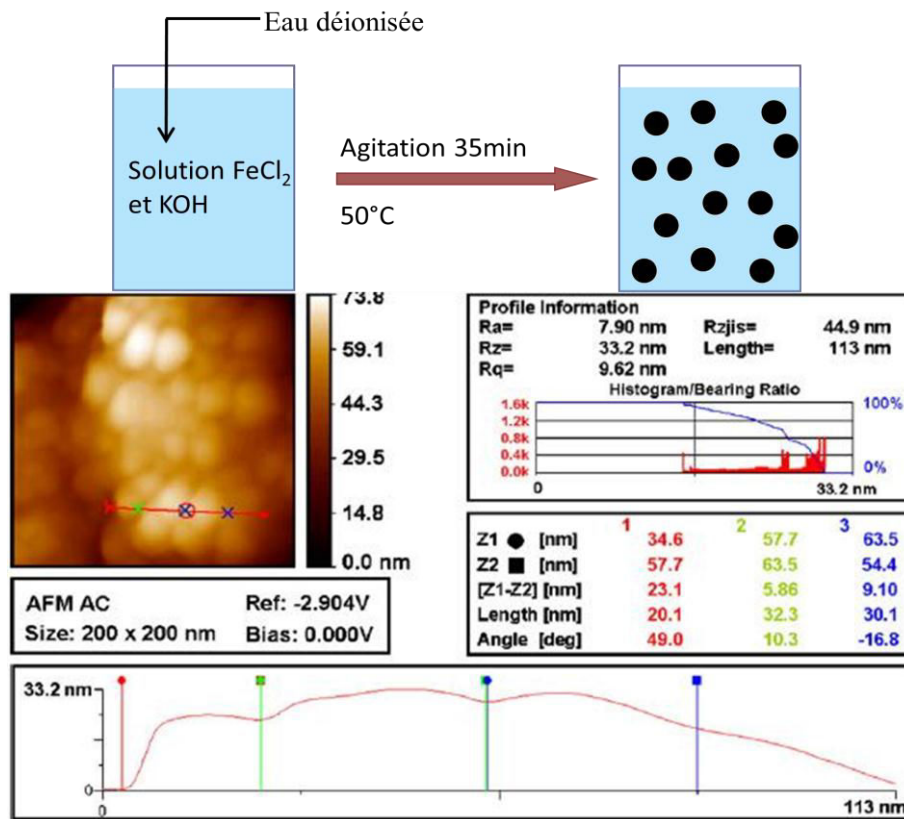 Eau déionisée
Solution FeCl2
et KOH
Agitation 35min
50°C
73.8
59.1
44.3
29.5
14.8
0.0 nm
AFM AC Ref: -2.904V
Size: 200 x 200 nm Bias: 0.000V
Profile Information
Ra= 7.90 nm Rzjis= 44.9 nm
Rz= 33.2 nm Length= 113 nm
Rq= 9.62 nm
Histogram/Bearing Ratio
1.6k 100%
1.2k
0.8k
0.4k
0.0k 0%
0 33.2 nm
1 2 3
Z1 [nm] 34.6 57.7 63.5
Z2 [nm] 57.7 63.5 54.4
[Z1-Z2] [nm] 23.1 5.86 9.10
Length [nm] 20.1 32.3 30.1
Angle [deg] 49.0 10.3 -16.8
33.2 nm
0
0 113 nm